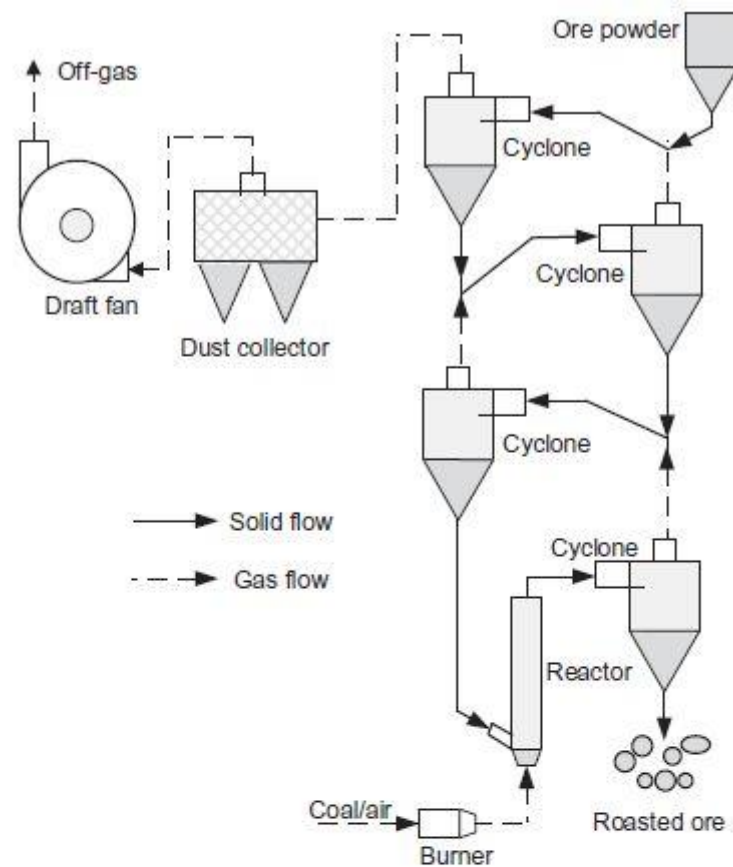 Ore powder
Off-gas
Cyclone
Cyclone
Draft fan
Dust collector
Cyclone
Solid flow
Cyclone
Gas flow
Reactor
Coal/air
Roasted ore
Burner